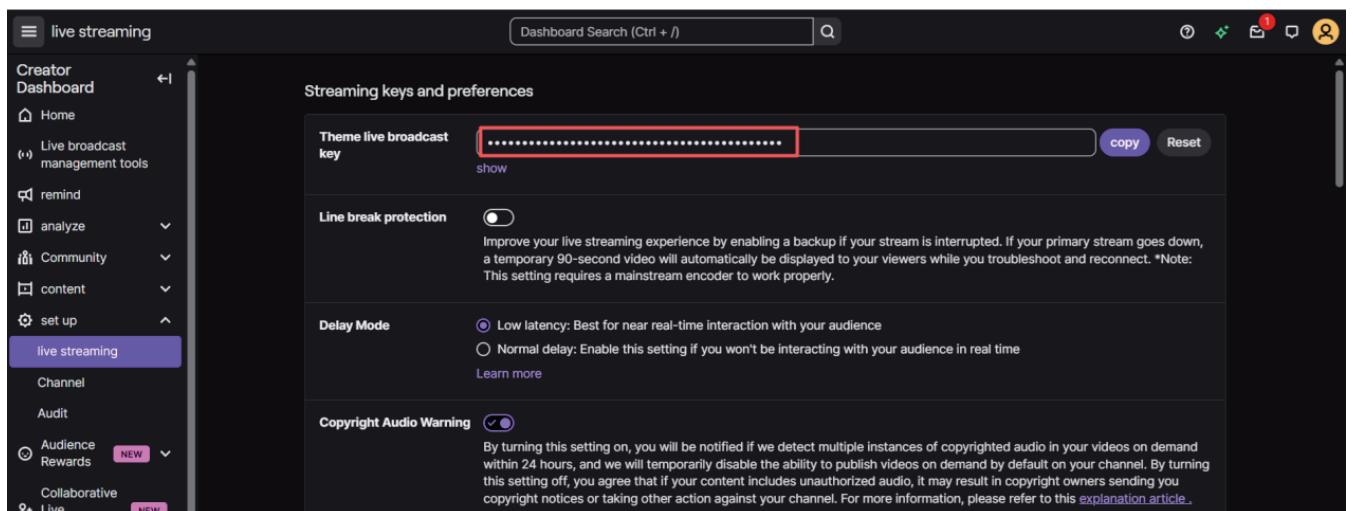 live streaming
Dashboard Search (Ctrl + /)
1
Creator
Dashboard
Home
Live broadcast
management tools
remind
analyze
Community
content
set up
live streaming
Channel
Audit
Audience
Rewards
NEW
Collaborative
Live
NEW
Streaming keys and preferences
Theme live broadcast
key
••••••••••••••••••••••••••••••••••••••••••••
copy
Reset
show
Line break protection
Improve your live streaming experience by enabling a backup if your stream is interrupted. If your primary stream goes down,
a temporary 90-second video will automatically be displayed to your viewers while you troubleshoot and reconnect. *Note:
This setting requires a mainstream encoder to work properly.
Delay Mode
Low latency: Best for near real-time interaction with your audience
Normal delay: Enable this setting if you won't be interacting with your audience in real time
Learn more
Copyright Audio Warning
By turning this setting on, you will be notified if we detect multiple instances of copyrighted audio in your videos on demand
within 24 hours, and we will temporarily disable the ability to publish videos on demand by default on your channel. By turning
this setting off, you agree that if your content includes unauthorized audio, it may result in copyright owners sending you
copyright notices or taking other action against your channel. For more information, please refer to this explanation article .